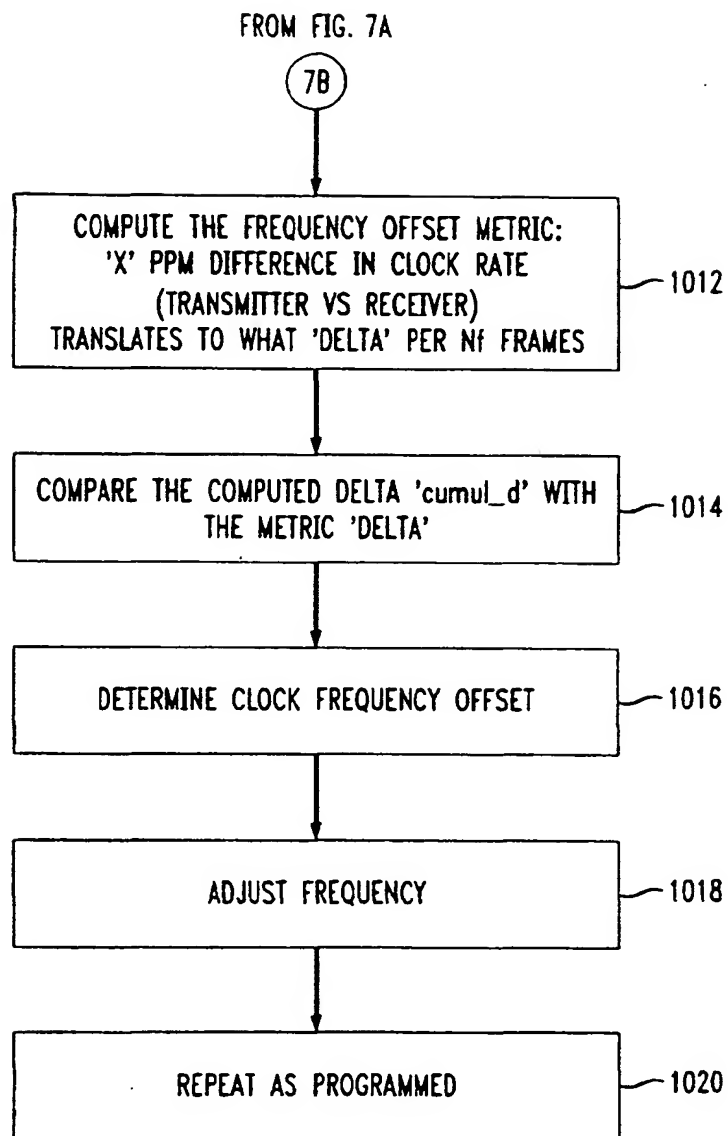 FROM FIG. 7A
7B
COMPUTE THE FREQUENCY OFFSET METRIC:
'X' PPM DIFFERENCE IN CLOCK RATE
(TRANSMITTER VS RECEIVER)
TRANSLATES TO WHAT 'DELTA' PER Nf FRAMES
1012
COMPARE THE COMPUTED DELTA 'cumul_d' WITH
THE METRIC 'DELTA'
1014
DETERMINE CLOCK FREQUENCY OFFSET
1016
ADJUST FREQUENCY
1018
REPEAT AS PROGRAMMED
1020